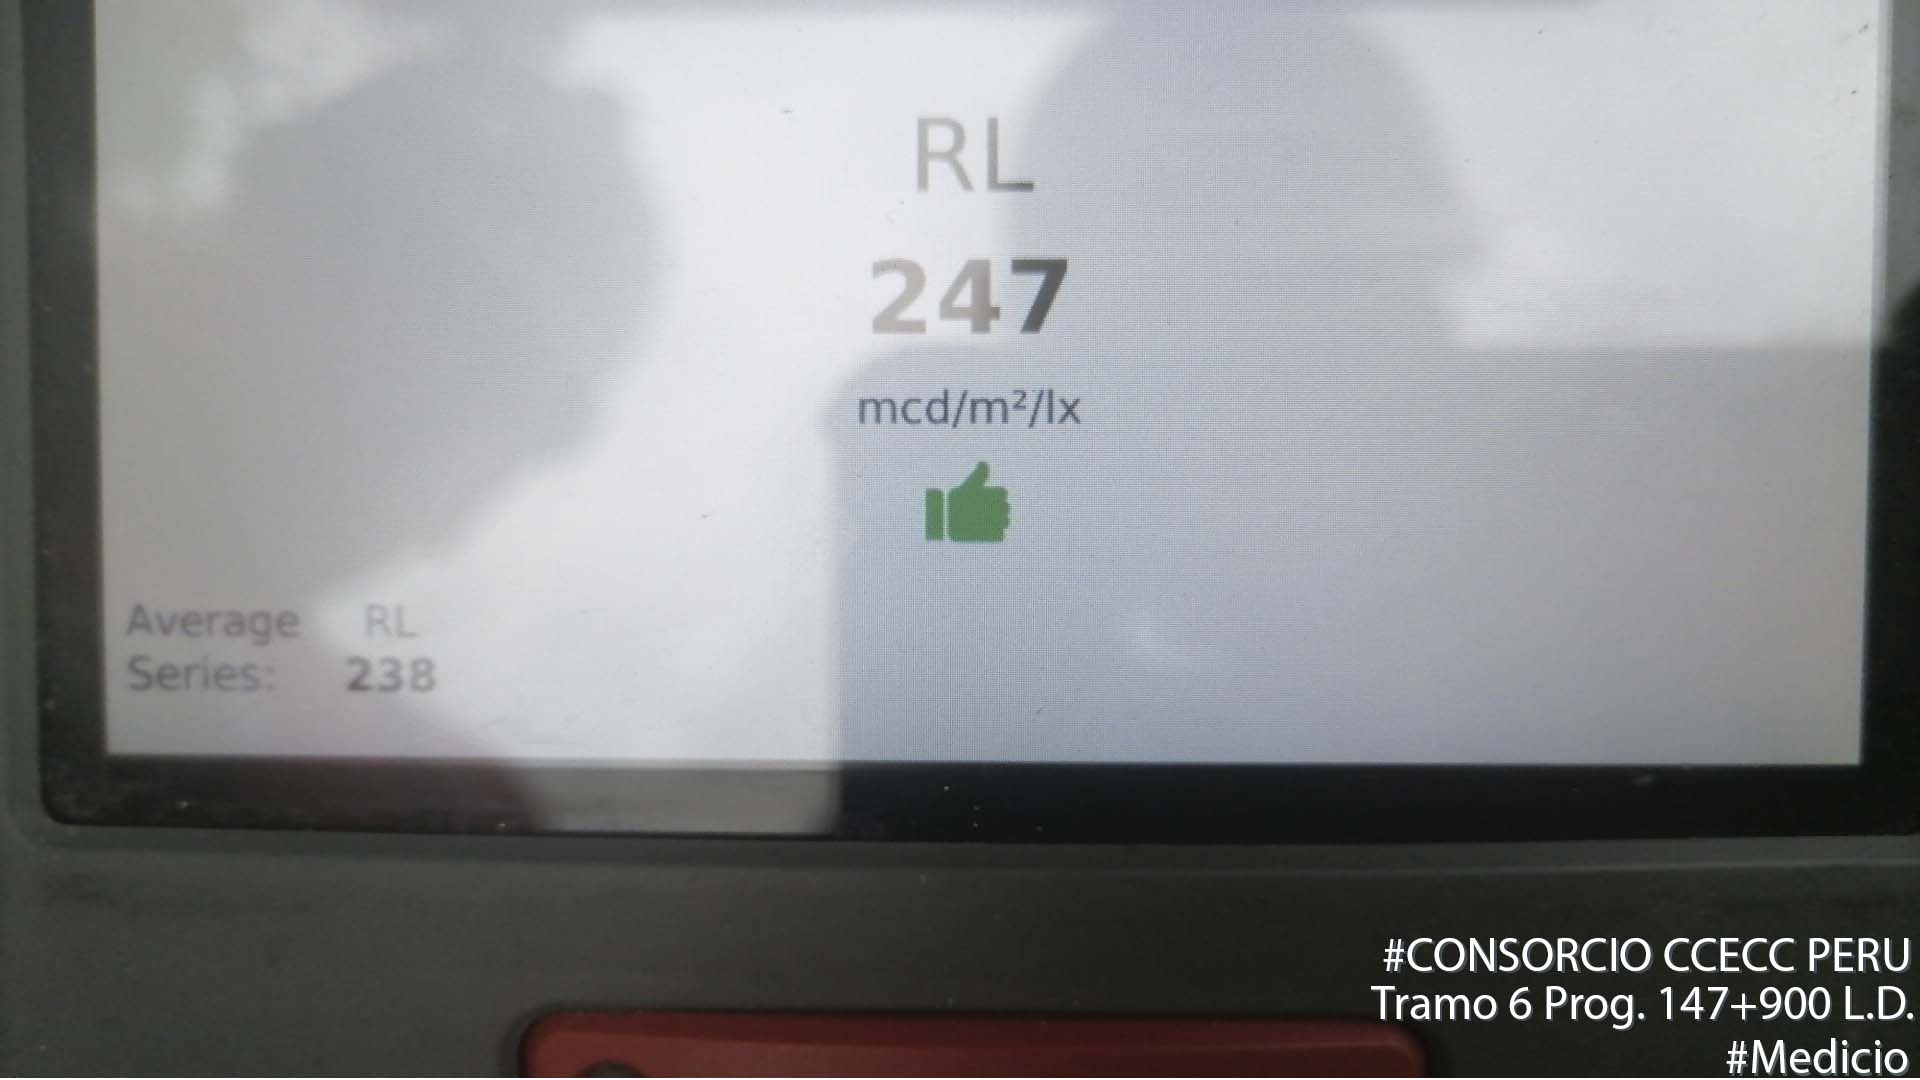 RL
247
mcd/m²/lx
Average RL
Series: 238
#CONSORCIO CCECC PERU
Tramo 6 Prog. 147+900 L.D.
#Medicio